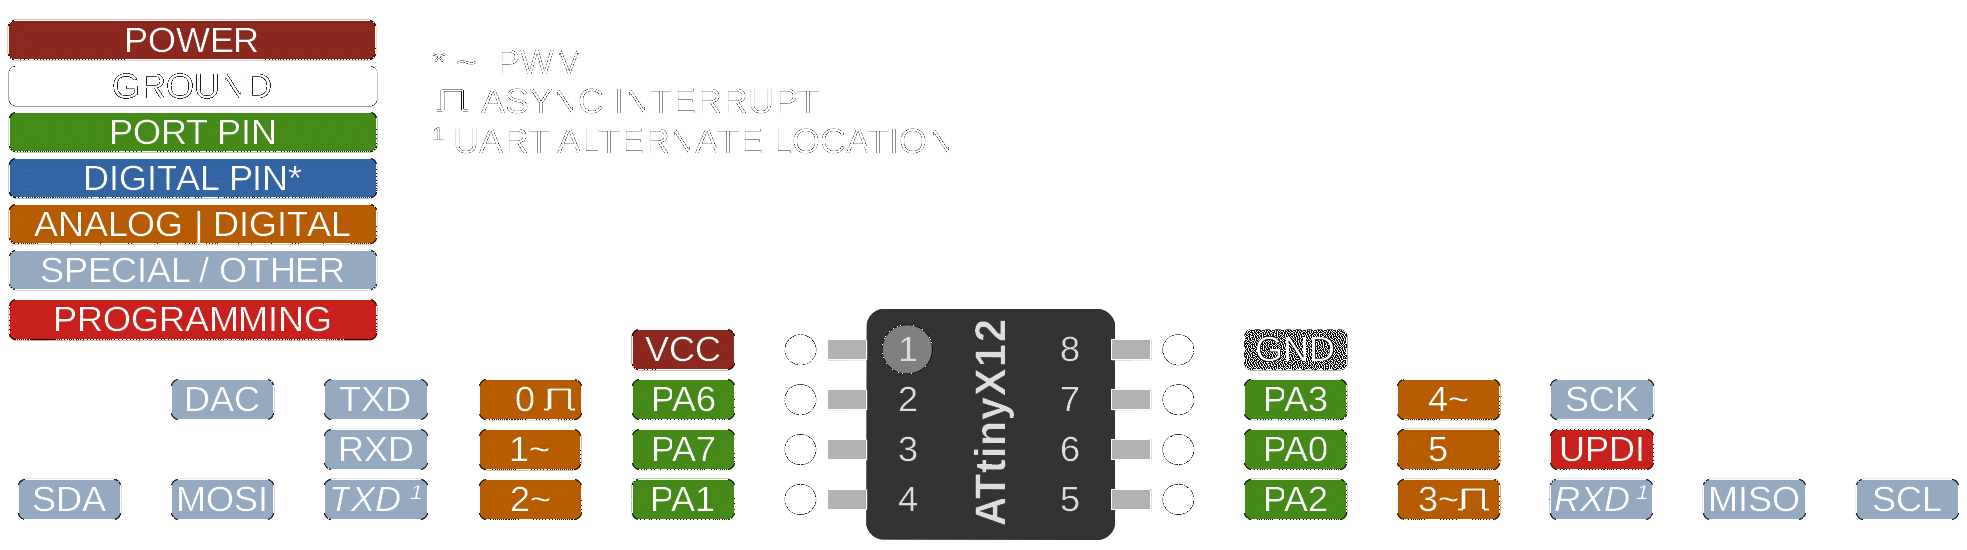 POWER
GROUND
PORT PIN
DIGITAL PIN*
ANALOG | DIGITAL
SPECIAL / OTHER
PROGRAMMING
* ~ PWM
ASYNC INTERRUPT
¹ UART ALTERNATE LOCATION
VCC 1 8 GND
DAC TXD 0 PA6 2 7 PA3 4~ SCK
RXD 1~ PA7 3 6 PA0 5 UPDI
SDA MOSI TXD ¹ 2~ PA1 4 5 PA2 3~ RXD ¹ MISO SCL
ATtinyX12